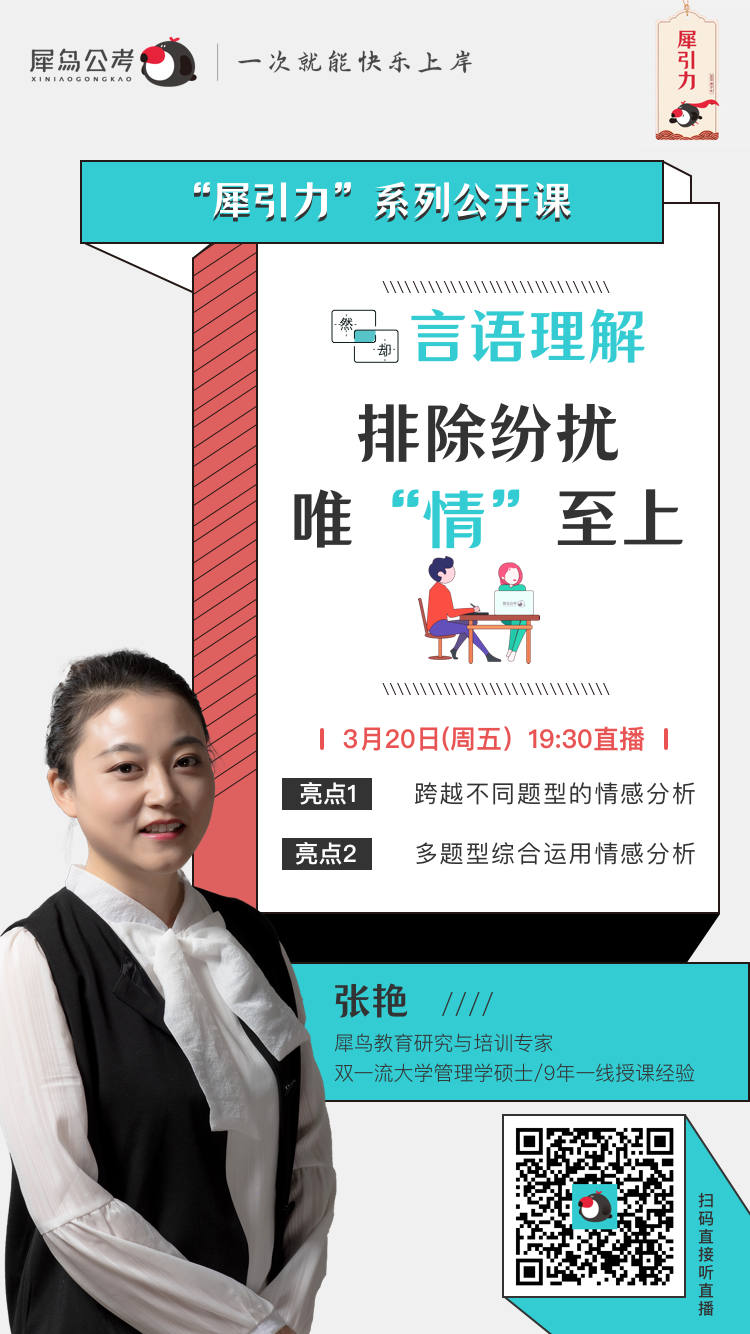 犀鸟公考
XINIAOGONGKAO
一次就能快乐上岸
犀引力
“犀引力”系列公开课
然
却
言语理解
排除纷扰
唯“情”至上
犀鸟公考
3月20日(周五）19:30直播
亮点1 跨越不同题型的情感分析
亮点2 多题型综合运用情感分析
张艳 ////
犀鸟教育研究与培训专家
双一流大学管理学硕士/9年一线授课经验
扫码直接听直播